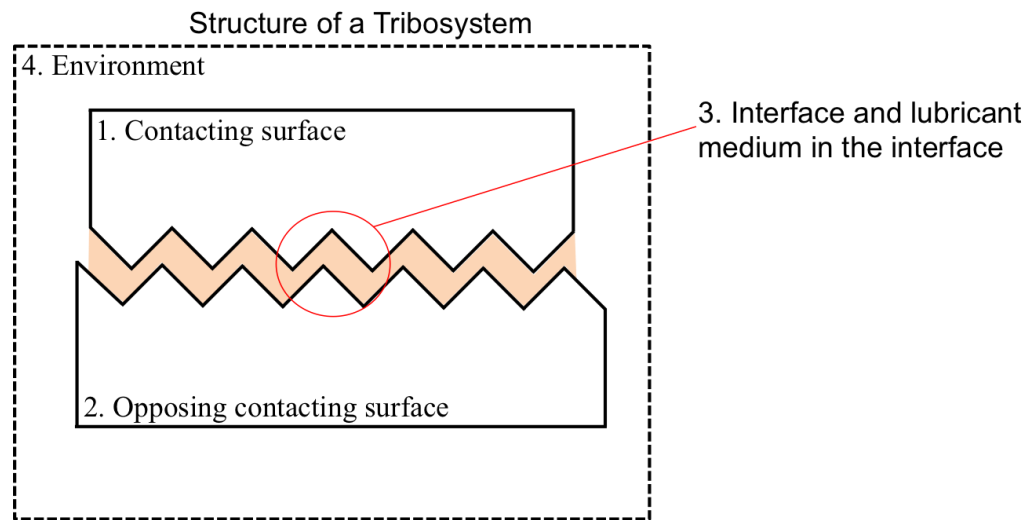 Structure of a Tribosystem
4. Environment
1. Contacting surface
3. Interface and lubricant
medium in the interface
2. Opposing contacting surface